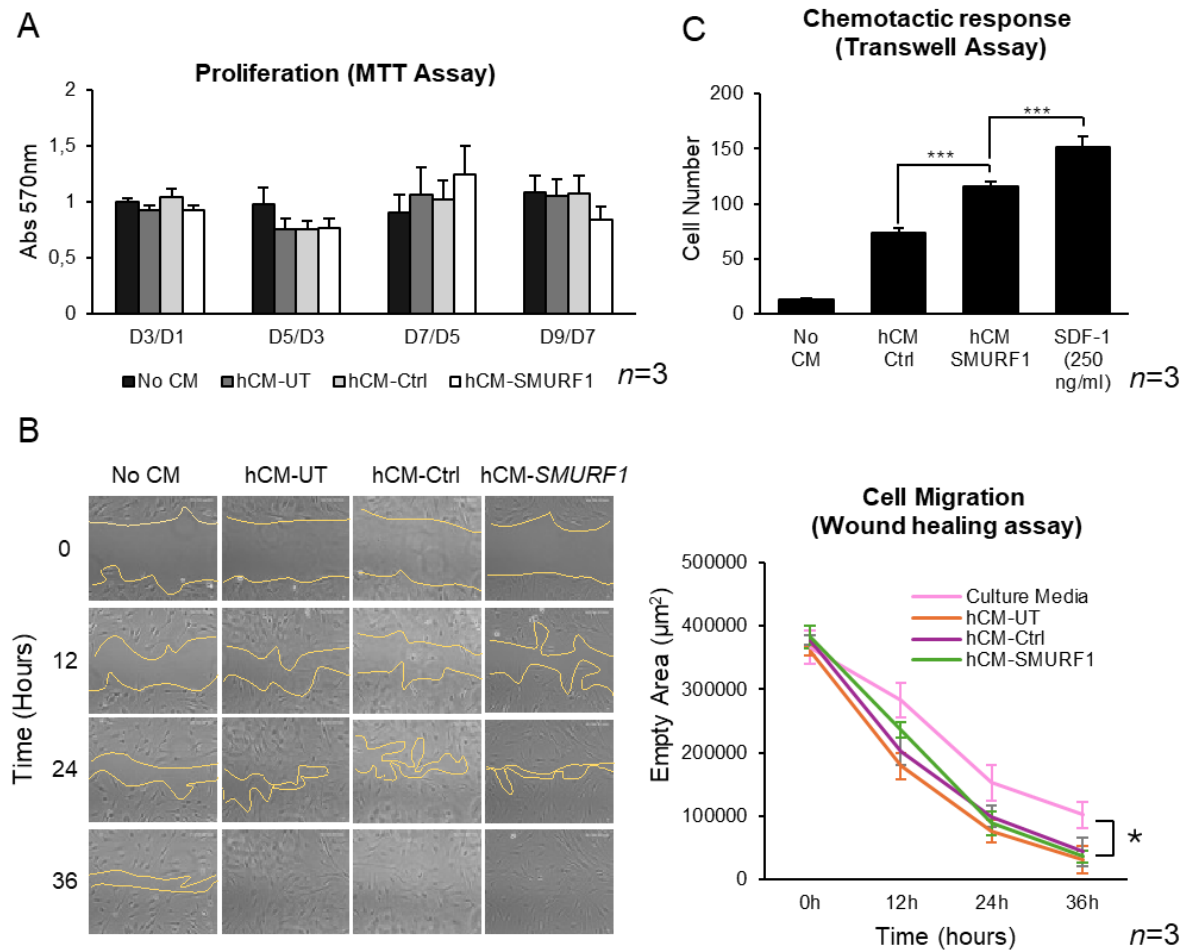 A
Proliferation (MTT Assay)
Abs 570nm
2
1,5
1
0,5
0
D3/D1
D5/D3
D7/D5
D9/D7
No CM
hCM-UT
hCM-Ctrl
hCM-SMURF1
n=3
C
Chemotactic response
(Transwell Assay)
Cell Number
200
150
100
50
0
***
***
No
CM
hCM
Ctrl
hCM
SMURF1
SDF-1
(250
ng/ml)
n=3
B
No CM
hCM-UT
hCM-Ctrl
hCM-SMURF1
Time (Hours)
0
12
24
36
Cell Migration
(Wound healing assay)
Empty Area (µm²)
500000
400000
300000
200000
100000
0
Culture Media
hCM-UT
hCM-Ctrl
hCM-SMURF1
*
0h
12h
24h
36h
Time (hours)
n=3